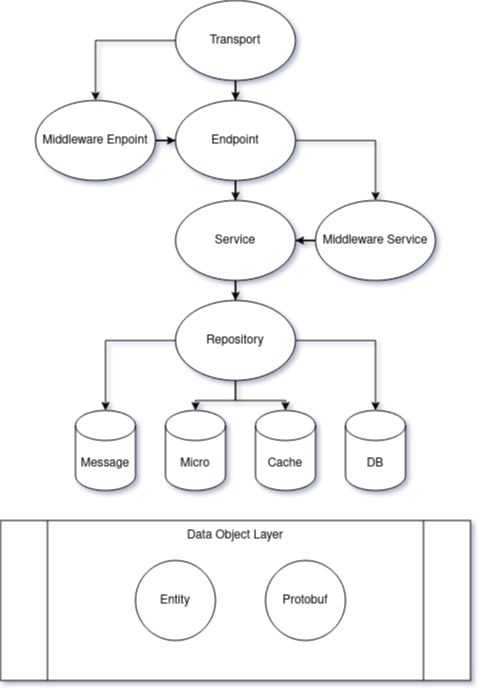 Transport
Middleware Enpoint
Endpoint
Service
Middleware Service
Repository
Message
Micro
Cache
DB
Data Object Layer
Entity
Protobuf